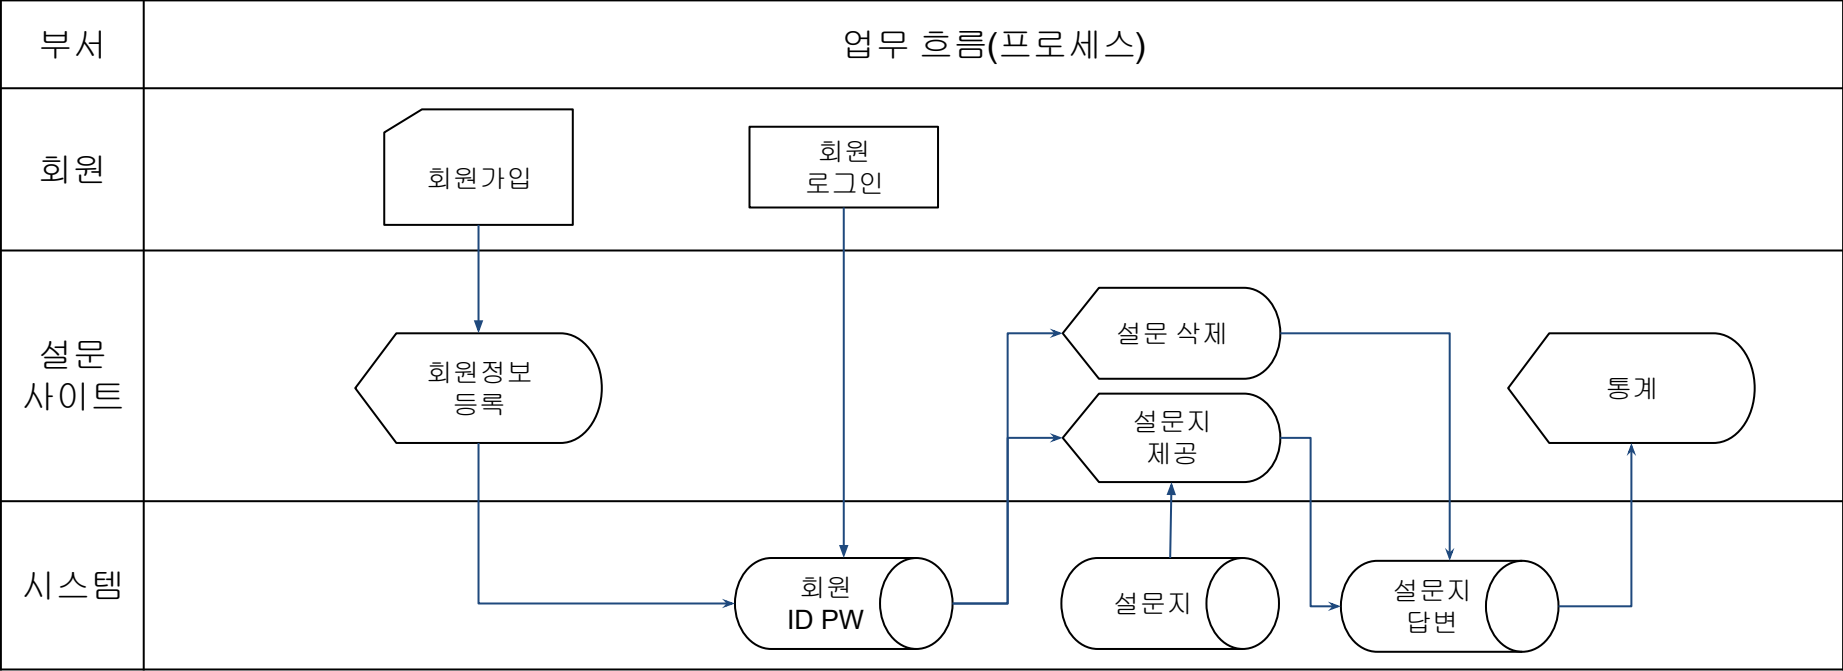 부서
업무 흐름(프로세스)
회원
회원가입
회원
로그인
설문
사이트
회원정보
등록
설문 삭제
설문지
제공
통계
시스템
회원
ID PW
설문지
설문지
답변